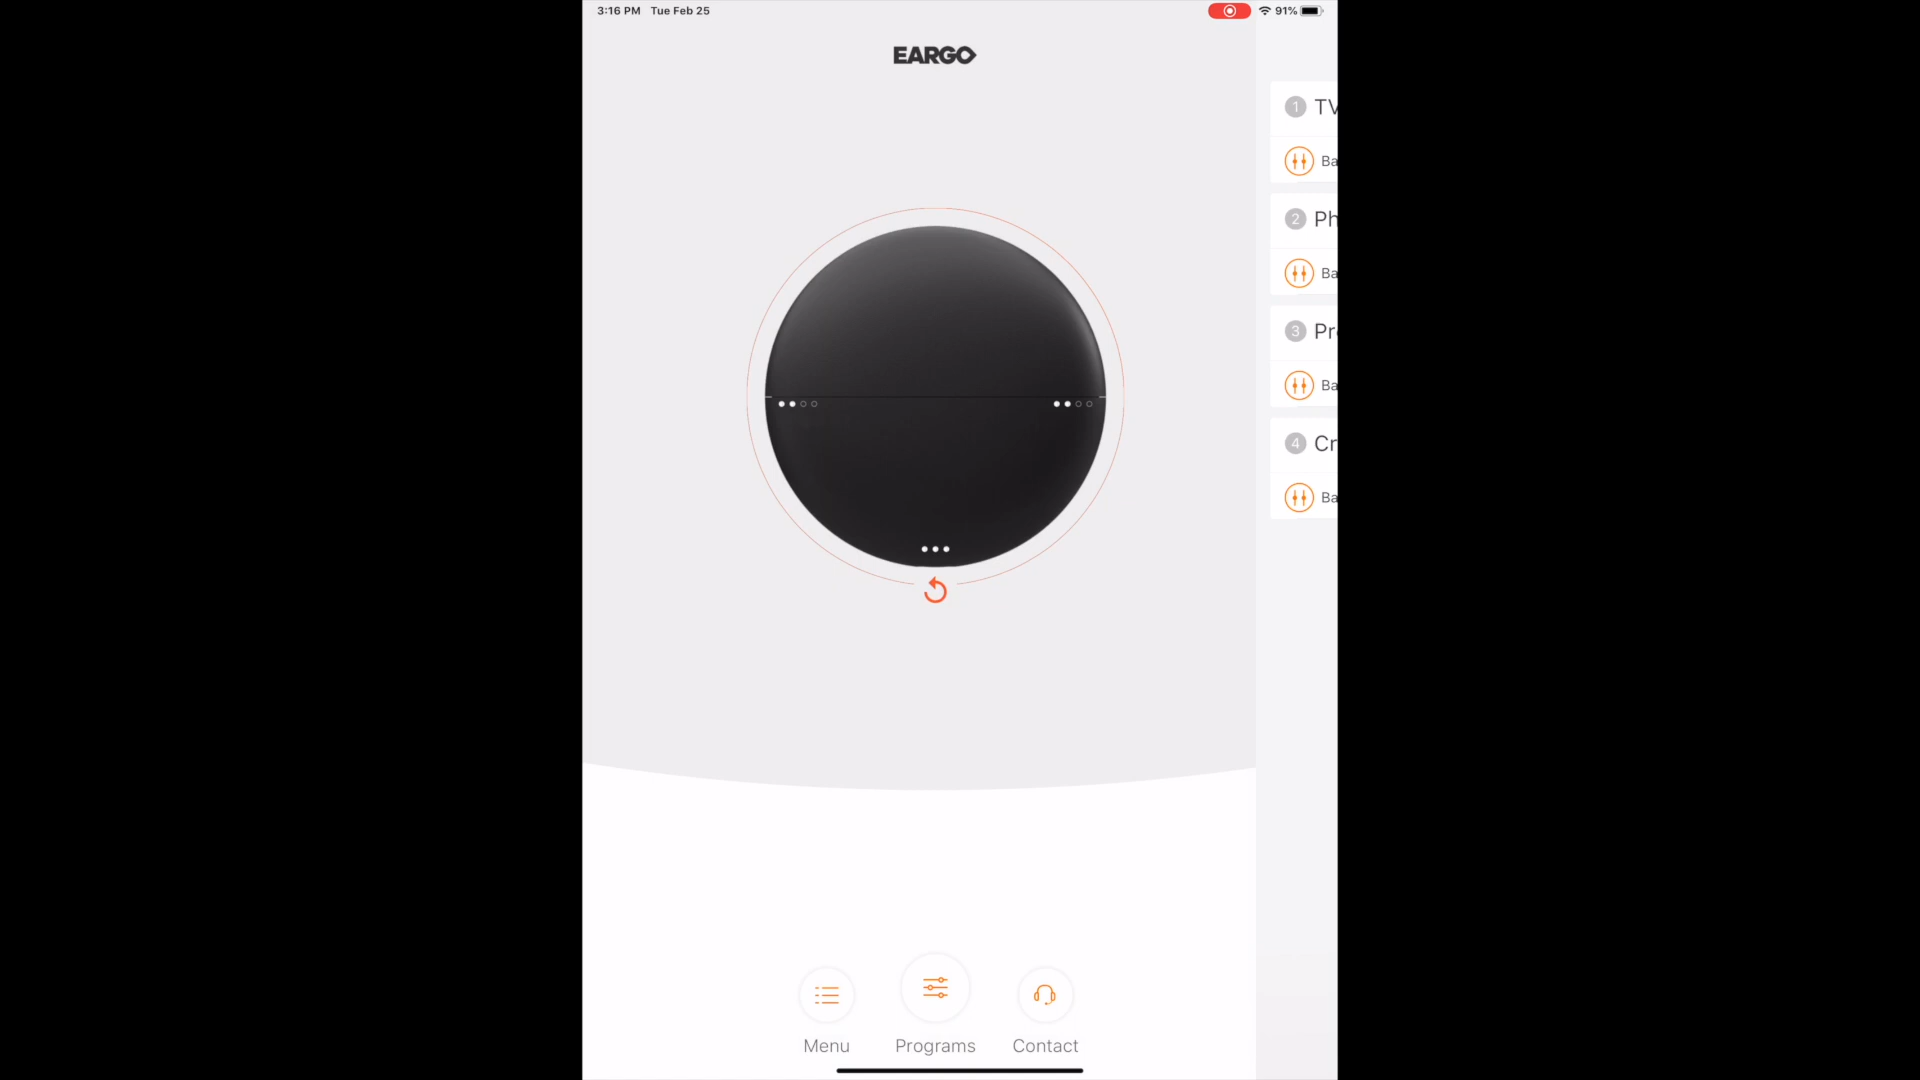 3:16 PM Tue Feb 25
91%
EARGO
1 TV
Ba
2 Ph
Ba
3 Pr
Ba
4 Cr
Ba
Menu
Programs
Contact